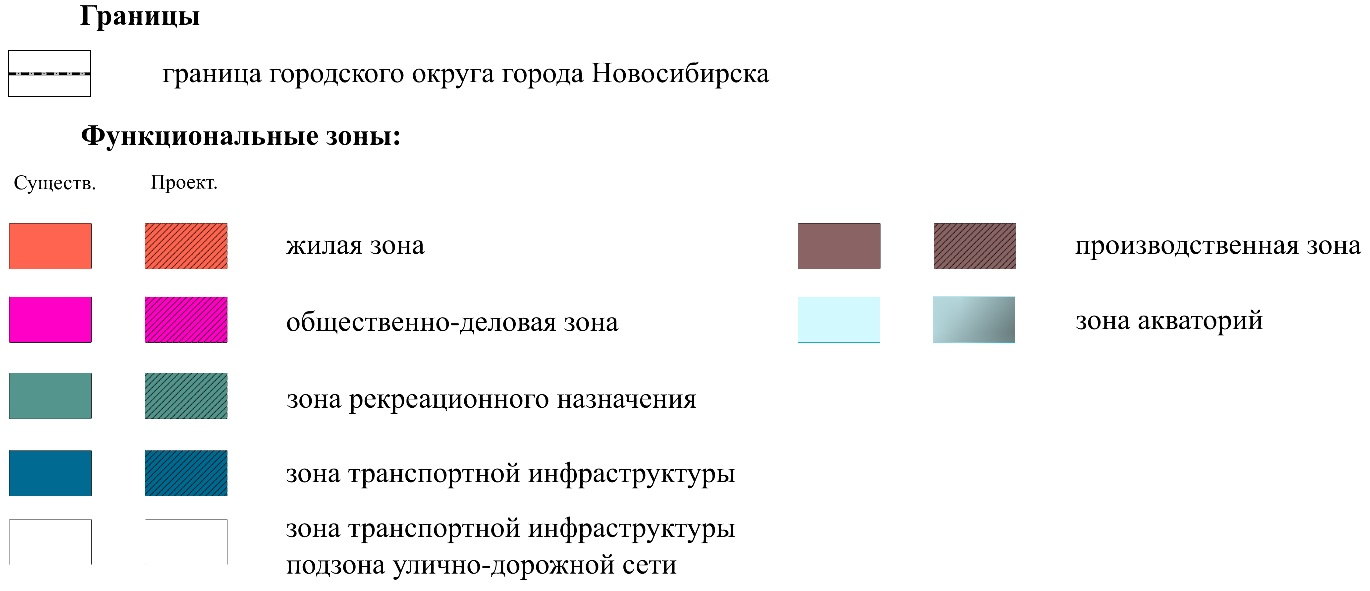 Границы
граница городского округа города Новосибирска
Функциональные зоны:
Существ. Проект.
жилая зона
общественно-деловая зона
зона рекреационного назначения
зона транспортной инфраструктуры
зона транспортной инфраструктуры
подзона улично-дорожной сети
производственная зона
зона акваторий